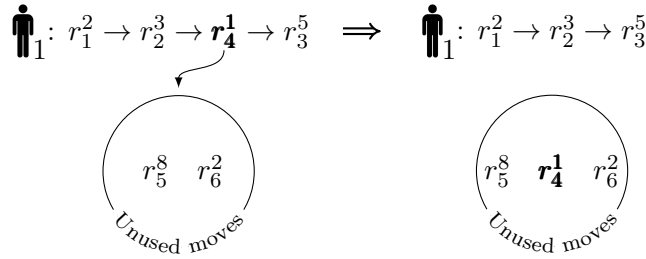 1: r_1^2 → r_2^3 → r_4^1 → r_3^5 ⟹ 1: r_1^2 → r_2^3 → r_3^5
r_5^8 r_6^2 r_5^8 r_4^1 r_6^2
Unused moves Unused moves